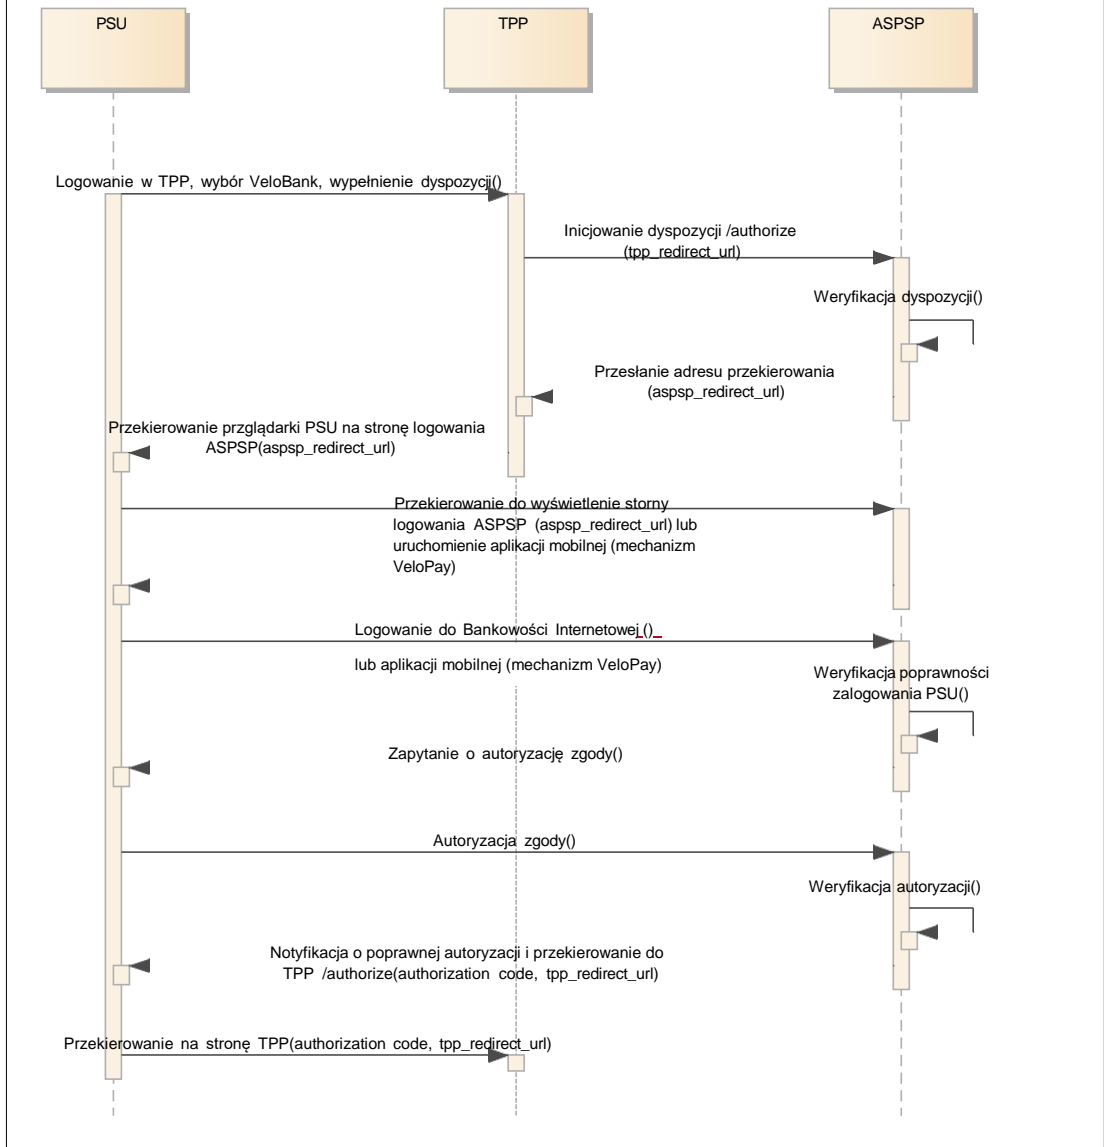 PSU
TPP
ASPSP
Logowanie w TPP, wybór VeloBank, wypełnienie dyspozycji()
Inicjowanie dyspozycji /authorize
(tpp_redirect_url)
Weryfikacja dyspozycji()
Przesłanie adresu przekierowania
(aspsp_redirect_url)
Przekierowanie przglądarki PSU na stronę logowania
ASPSP(aspsp_redirect_url)
Przekierowanie do wyświetlenie storny
logowania ASPSP (aspsp_redirect_url) lub
uruchomienie aplikacji mobilnej (mechanizm
VeloPay)
Logowanie do Bankowości Internetowej ()
lub aplikacji mobilnej (mechanizm VeloPay)
Weryfikacja poprawności
zalogowania PSU()
Zapytanie o autoryzację zgody()
Autoryzacja zgody()
Weryfikacja autoryzacji()
Notyfikacja o poprawnej autoryzacji i przekierowanie do
TPP /authorize(authorization code, tpp_redirect_url)
Przekierowanie na stronę TPP(authorization code, tpp_redirect_url)